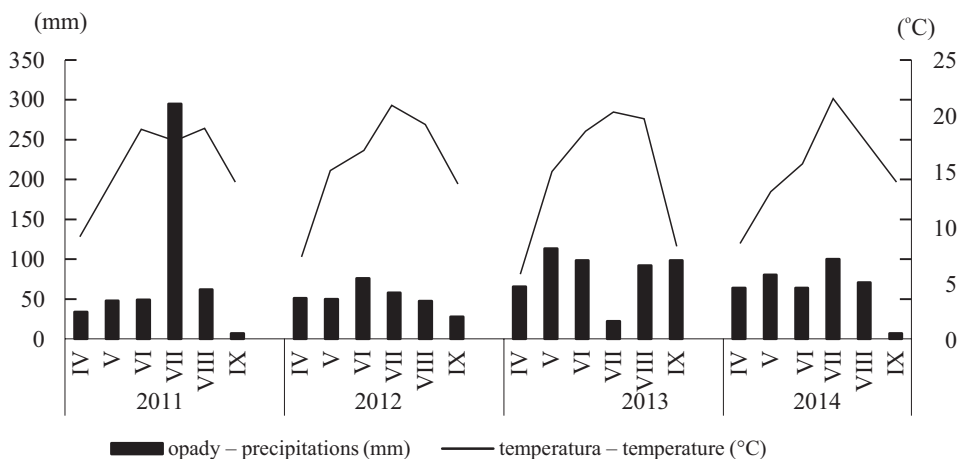 (mm) (°C)
350 25
300 20
250
200 15
150 10
100
50 5
0 0
IV V VI VII VIII IX IV V VI VII VIII IX IV V VI VII VIII IX IV V VI VII VIII IX
2011 2012 2013 2014
opady – precipitations (mm) temperatura – temperature (°C)